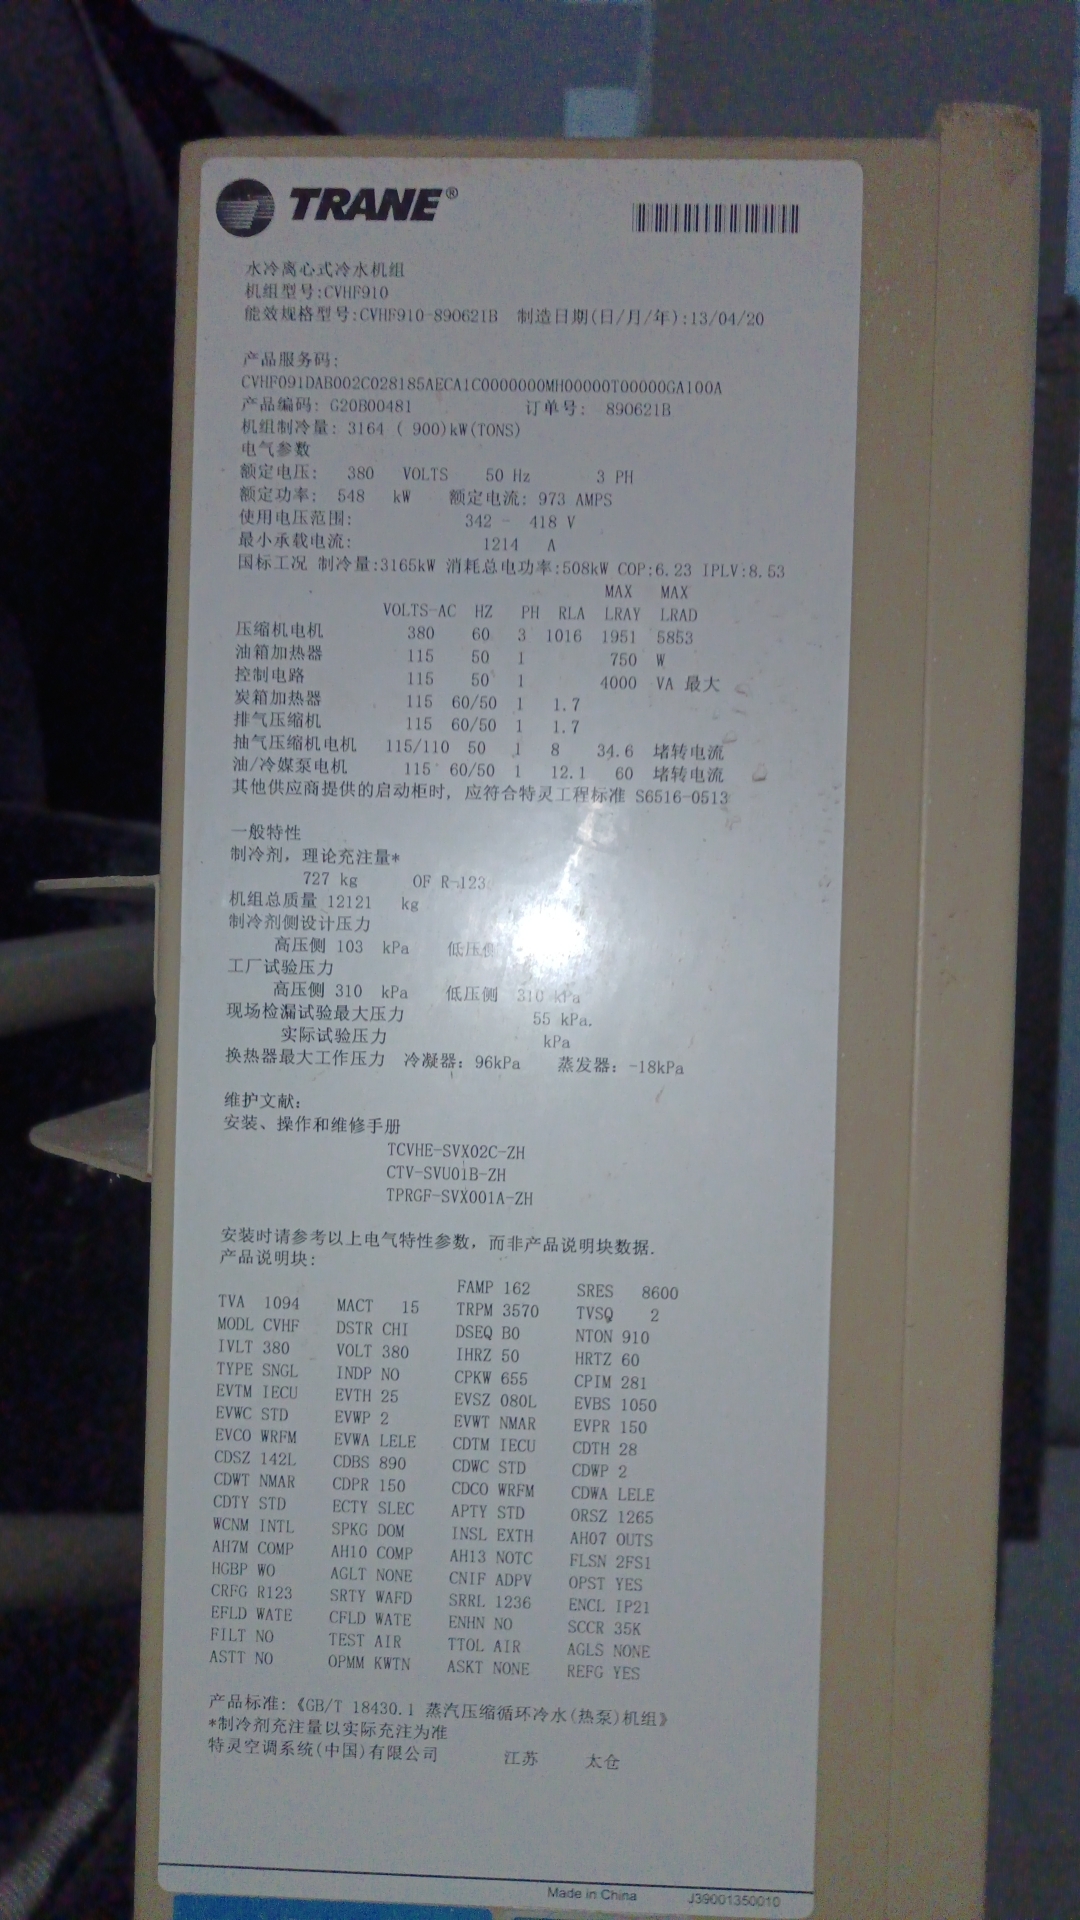 TRANE®
水冷离心式冷水机组
机组型号:CVHF910
能效规格型号:CVHF910-890621B 制造日期(日/月/年):13/04/20
产品服务码:
CVHF091DAB002C028185AECA1C0000000MH00000T00000GA100A
产品编码: G20B00481 订单号: 890621B
机组制冷量: 3164 ( 900)kW(TONS)
电气参数
额定电压: 380 VOLTS 50 Hz 3 PH
额定功率: 548 kW 额定电流: 973 AMPS
使用电压范围: 342 - 418 V
最小承载电流: 1214 A
国标工况 制冷量:3165kW 消耗总电功率:508kW COP:6.23 IPLV:8.53
MAX MAX
VOLTS-AC HZ PH RLA LRAY LRAD
压缩机电机 380 60 3 1016 1951 5853
油箱加热器 115 50 1 750 W
控制电路 115 50 1 4000 VA 最大
炭箱加热器 115 60/50 1 1.7
排气压缩机 115 60/50 1 1.7
抽气压缩机电机 115/110 50 1 8 34.6 堵转电流
油/冷媒泵电机 115 60/50 1 12.1 60 堵转电流
其他供应商提供的启动柜时, 应符合特灵工程标准 S6516-0513
一般特性
制冷剂, 理论充注量*
727 kg OF R-123
机组总质量 12121 kg
制冷剂侧设计压力
高压侧 103 kPa 低压侧
工厂试验压力
高压侧 310 kPa 低压侧 310 kPa
现场检漏试验最大压力 55 kPa.
实际试验压力 kPa
换热器最大工作压力 冷凝器: 96kPa 蒸发器: -18kPa
维护文献:
安装、操作和维修手册
TCVHE-SVX02C-ZH
CTV-SVU01B-ZH
TPRGF-SVX001A-ZH
安装时请参考以上电气特性参数, 而非产品说明块数据.
产品说明块:
FAMP 162 SRES 8600
TVA 1094 MACT 15 TRPM 3570 TVSQ 2
MODL CVHF DSTR CHI DSEQ B0 NTON 910
IVLT 380 VOLT 380 IHRZ 50 HRTZ 60
TYPE SNGL INDP NO CPKW 655 CPIM 281
EVTM IECU EVTH 25 EVSZ 080L EVBS 1050
EVWC STD EVWP 2 EVWT NMAR EVPR 150
EVCO WRFM EVWA LELE CDTM IECU CDTH 28
CDSZ 142L CDBS 890 CDWC STD CDWP 2
CDWT NMAR CDPR 150 CDCO WRFM CDWA LELE
CDTY STD ECTY SLEC APTY STD ORSZ 1265
WCNM INTL SPKG DOM INSL EXTH AH07 OUTS
AH7M COMP AH10 COMP AH13 NOTC FLSN 2FS1
HGBP WO AGLT NONE CNIF ADPV OPST YES
CRFG R123 SRTY WAFD SRRL 1236 ENCL IP21
EFLD WATE CFLD WATE ENHN NO SCCR 35K
FILT NO TEST AIR TTOL AIR AGLS NONE
ASTT NO OPMM KWTN ASKT NONE REFG YES
产品标准:《GB/T 18430.1 蒸汽压缩循环冷水(热泵)机组》
*制冷剂充注量以实际充注为准
特灵空调系统(中国)有限公司 江苏 太仓
Made in China J39001350010